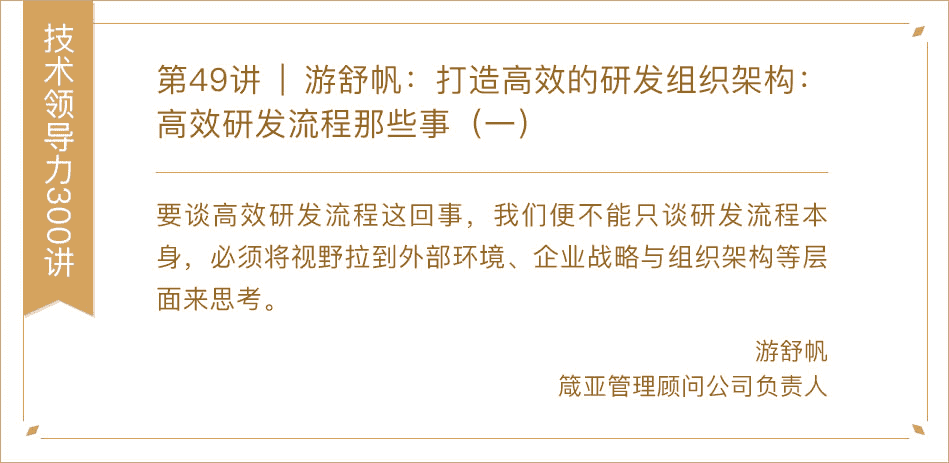 技术领导力300讲
第49讲 | 游舒帆：打造高效的研发组织架构：
高效研发流程那些事（一）
要谈高效研发流程这回事，我们便不能只谈研发流程本
身，必须将视野拉到外部环境、企业战略与组织架构等层
面来思考。
游舒帆
箴亚管理顾问公司负责人